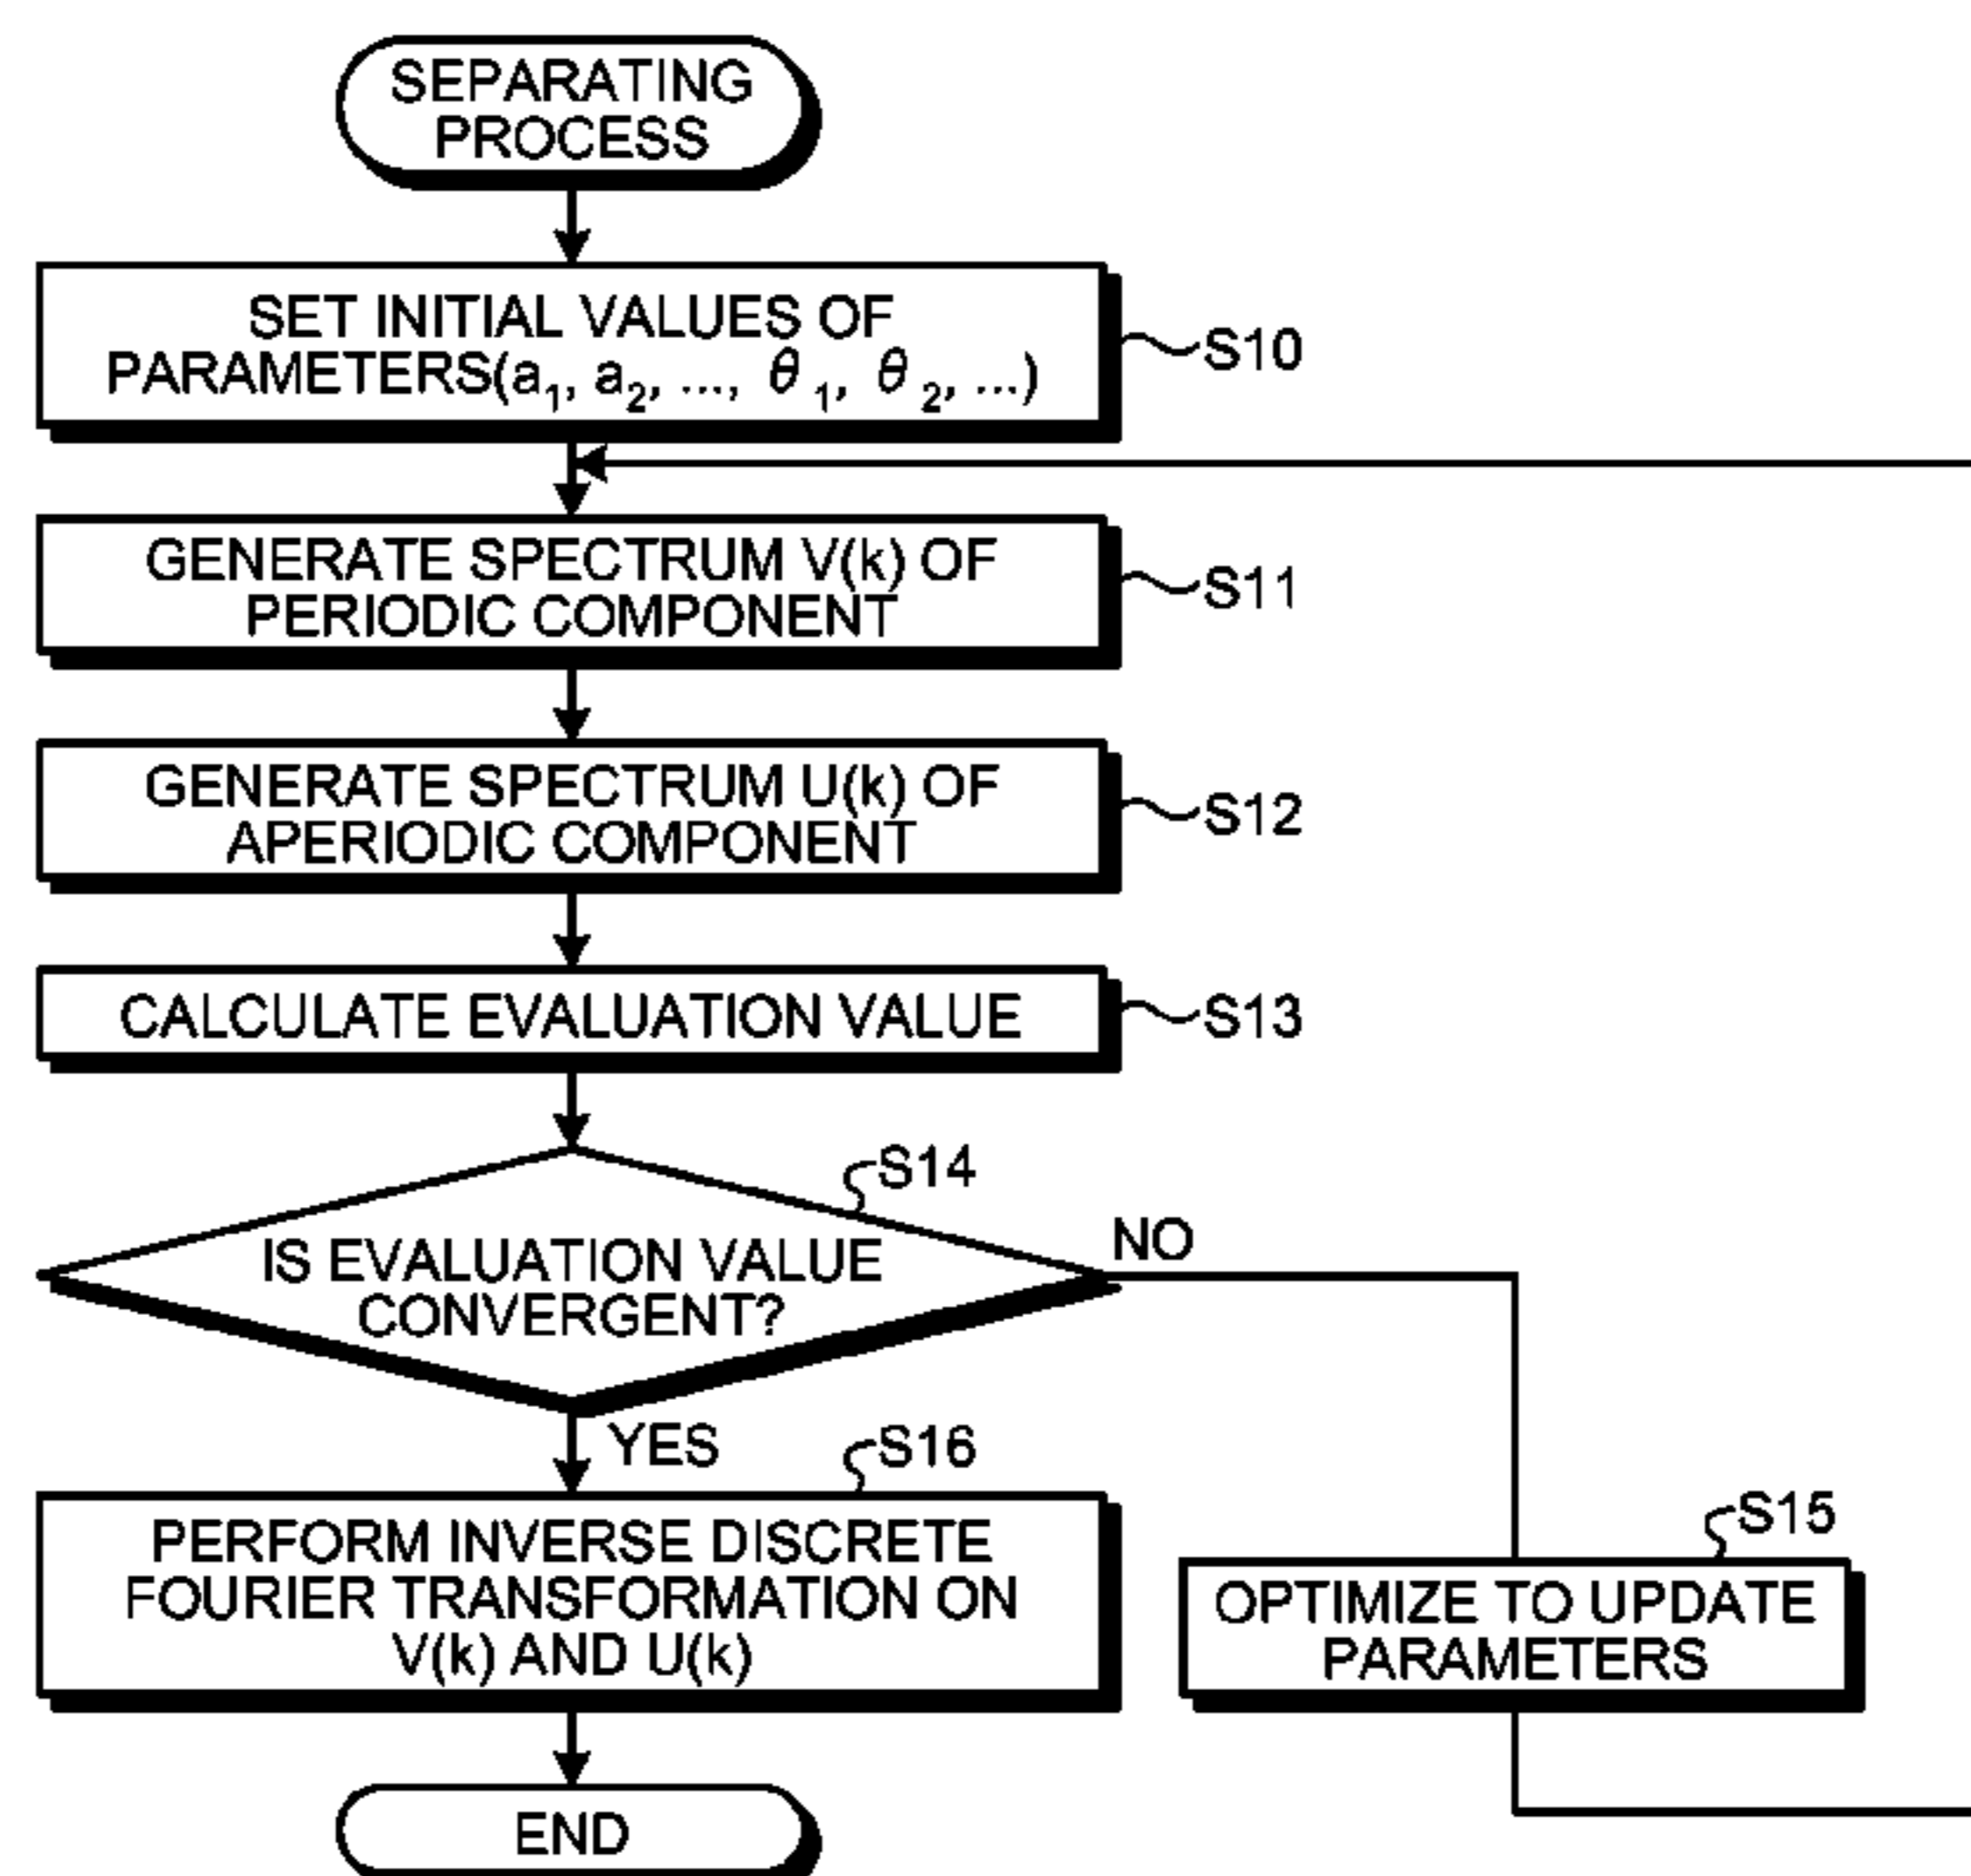 SEPARATING
PROCESS
SET INITIAL VALUES OF
PARAMETERS(a₁, a₂, ..., θ₁, θ₂, ...)
S10
GENERATE SPECTRUM V(k) OF
PERIODIC COMPONENT
S11
GENERATE SPECTRUM U(k) OF
APERIODIC COMPONENT
S12
CALCULATE EVALUATION VALUE
S13
S14
IS EVALUATION VALUE
CONVERGENT?
NO
YES
S16
PERFORM INVERSE DISCRETE
FOURIER TRANSFORMATION ON
V(k) AND U(k)
S15
OPTIMIZE TO UPDATE
PARAMETERS
END